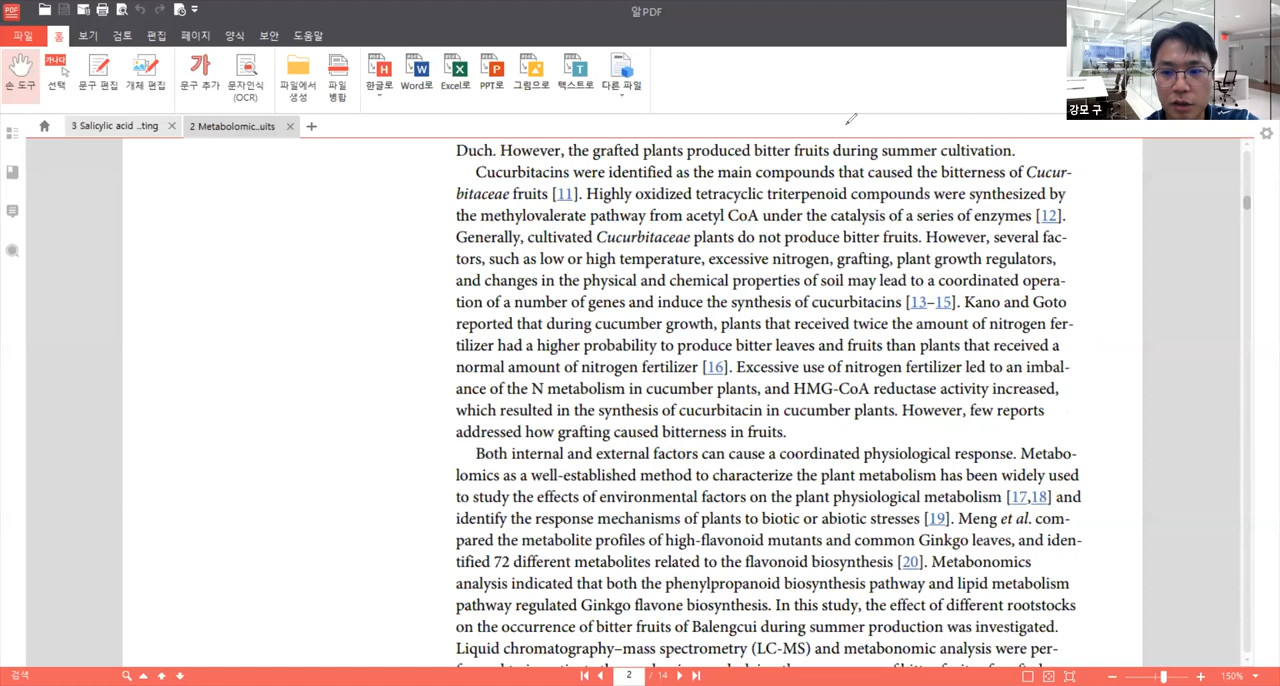 알PDF
파일 홈 보기 검토 편집 페이지 양식 보안 도움말
손 도구 선택 문구 편집 개체 편집 문구 추가 문자인식 (OCR) 파일에서 생성 파일 병합 한글로 Word로 Excel로 PPT로 그림으로 텍스트로 다른 파일
강모 구
3 Salicylic acid ...ting 2 Metabolomic...uits
Duch. However, the grafted plants produced bitter fruits during summer cultivation.
Cucurbitacins were identified as the main compounds that caused the bitterness of Cucur-
bitaceae fruits [11]. Highly oxidized tetracyclic triterpenoid compounds were synthesized by
the methylovalerate pathway from acetyl CoA under the catalysis of a series of enzymes [12].
Generally, cultivated Cucurbitaceae plants do not produce bitter fruits. However, several fac-
tors, such as low or high temperature, excessive nitrogen, grafting, plant growth regulators,
and changes in the physical and chemical properties of soil may lead to a coordinated opera-
tion of a number of genes and induce the synthesis of cucurbitacins [13–15]. Kano and Goto
reported that during cucumber growth, plants that received twice the amount of nitrogen fer-
tilizer had a higher probability to produce bitter leaves and fruits than plants that received a
normal amount of nitrogen fertilizer [16]. Excessive use of nitrogen fertilizer led to an imbal-
ance of the N metabolism in cucumber plants, and HMG-CoA reductase activity increased,
which resulted in the synthesis of cucurbitacin in cucumber plants. However, few reports
addressed how grafting caused bitterness in fruits.
Both internal and external factors can cause a coordinated physiological response. Metabo-
lomics as a well-established method to characterize the plant metabolism has been widely used
to study the effects of environmental factors on the plant physiological metabolism [17,18] and
identify the response mechanisms of plants to biotic or abiotic stresses [19]. Meng et al. com-
pared the metabolite profiles of high-flavonoid mutants and common Ginkgo leaves, and iden-
tified 72 different metabolites related to the flavonoid biosynthesis [20]. Metabonomics
analysis indicated that both the phenylpropanoid biosynthesis pathway and lipid metabolism
pathway regulated Ginkgo flavone biosynthesis. In this study, the effect of different rootstocks
on the occurrence of bitter fruits of Balengcui during summer production was investigated.
Liquid chromatography–mass spectrometry (LC-MS) and metabonomic analysis were per-
검색 2 / 14 150%